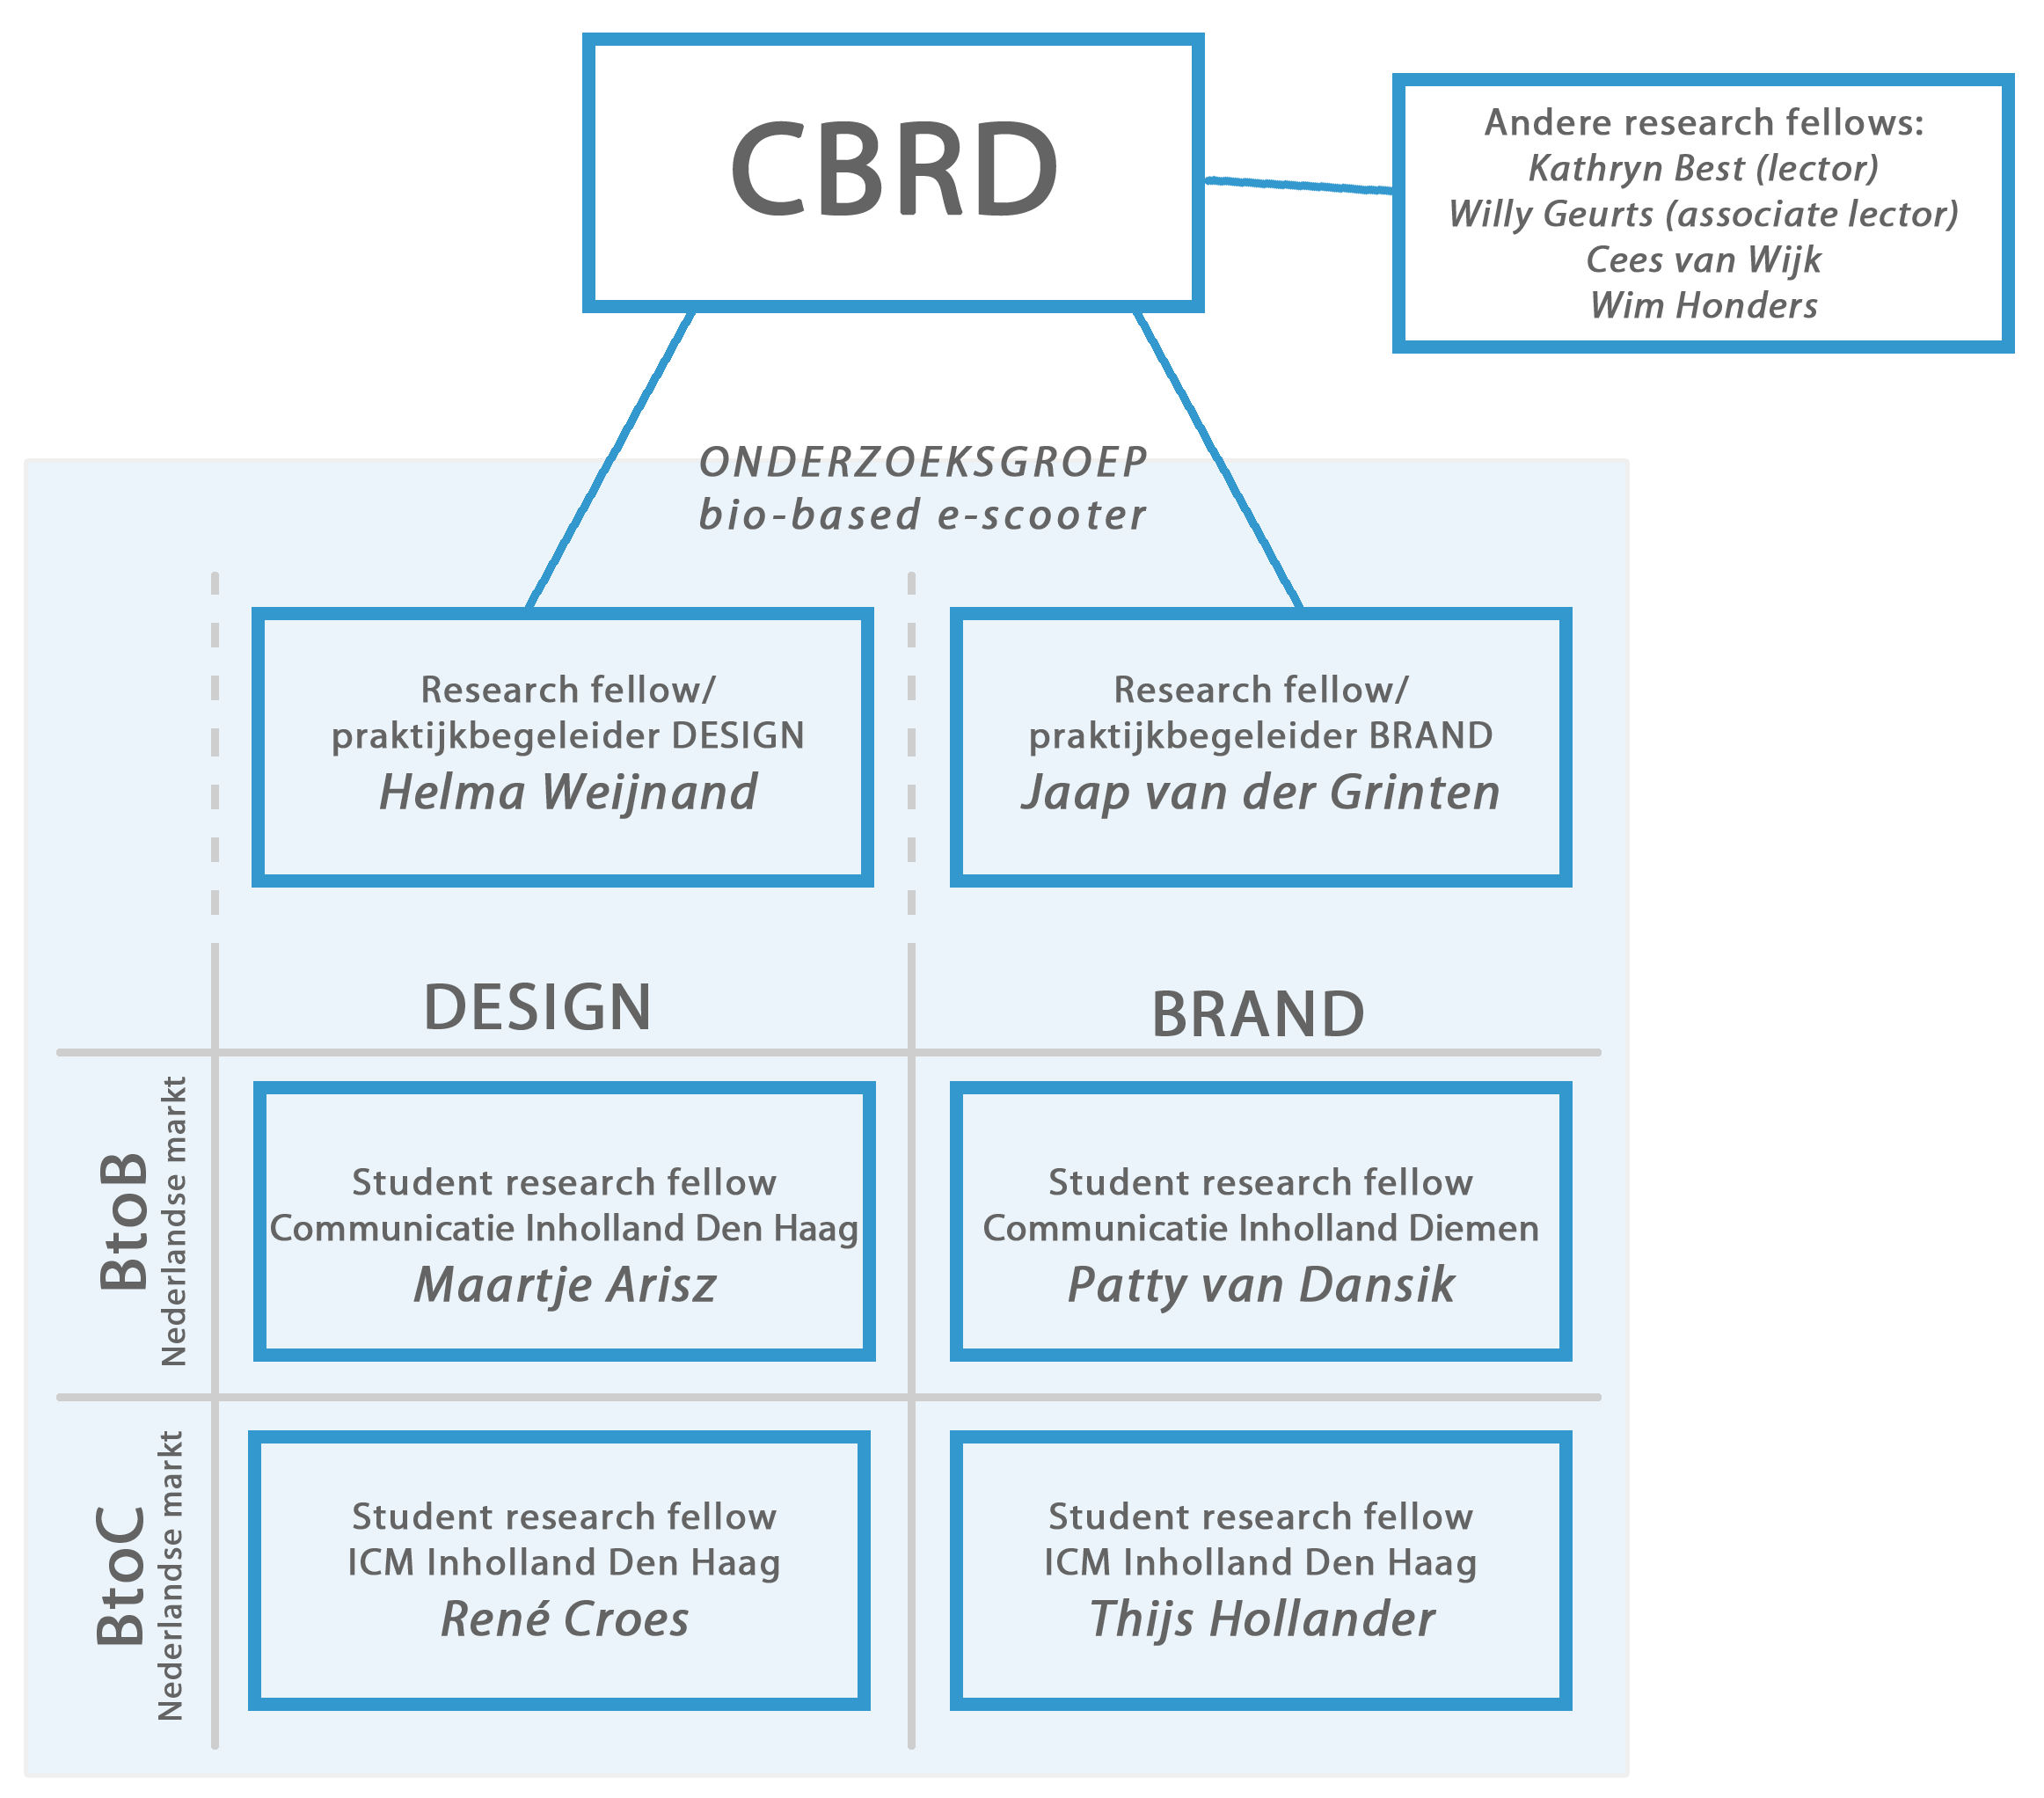 CBRD
Andere research fellows:
Kathryn Best (lector)
Willy Geurts (associate lector)
Cees van Wijk
Wim Honders
ONDERZOEKSGROEP
bio-based e-scooter
Research fellow/
praktijkbegeleider DESIGN
Helma Weijnand
Research fellow/
praktijkbegeleider BRAND
Jaap van der Grinten
DESIGN
BRAND
BtoB
Nederlandse markt
Student research fellow
Communicatie Inholland Den Haag
Maartje Arisz
Student research fellow
Communicatie Inholland Diemen
Patty van Dansik
BtoC
Nederlandse markt
Student research fellow
ICM Inholland Den Haag
René Croes
Student research fellow
ICM Inholland Den Haag
Thijs Hollander